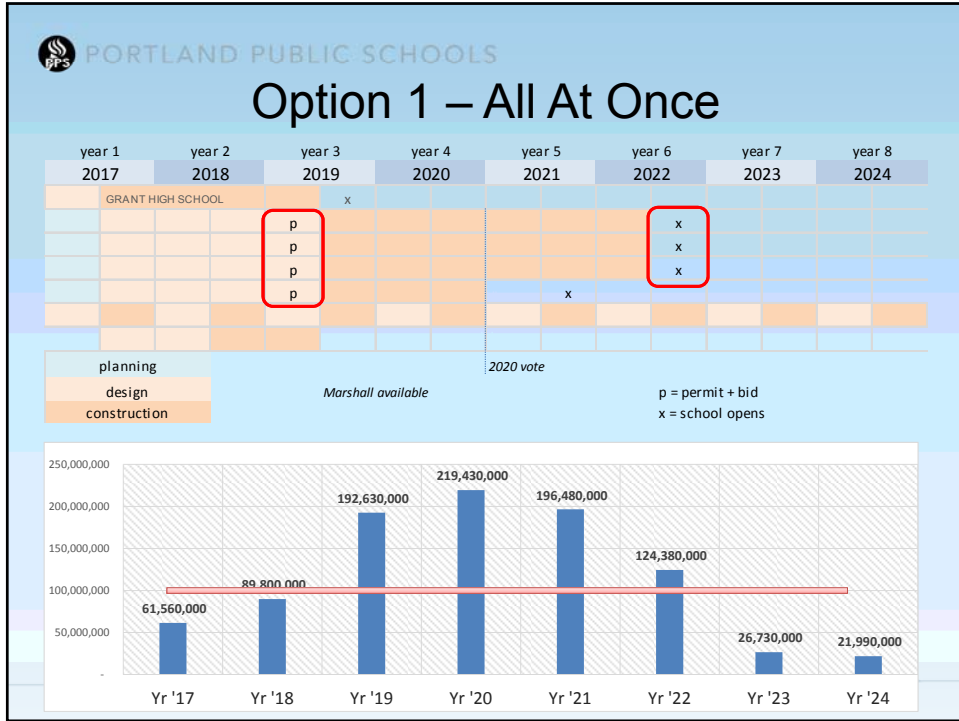 PPS PORTLAND PUBLIC SCHOOLS
Option 1 – All At Once
year 1 year 2 year 3 year 4 year 5 year 6 year 7 year 8
2017 2018 2019 2020 2021 2022 2023 2024
GRANT HIGH SCHOOL x
p x
p x
p x
p x
planning 2020 vote
design Marshall available p = permit + bid
construction x = school opens
250,000,000
219,430,000
192,630,000 196,480,000
200,000,000
150,000,000
124,380,000
89,800,000
100,000,000
61,560,000
50,000,000
26,730,000 21,990,000
-
Yr '17 Yr '18 Yr '19 Yr '20 Yr '21 Yr '22 Yr '23 Yr '24